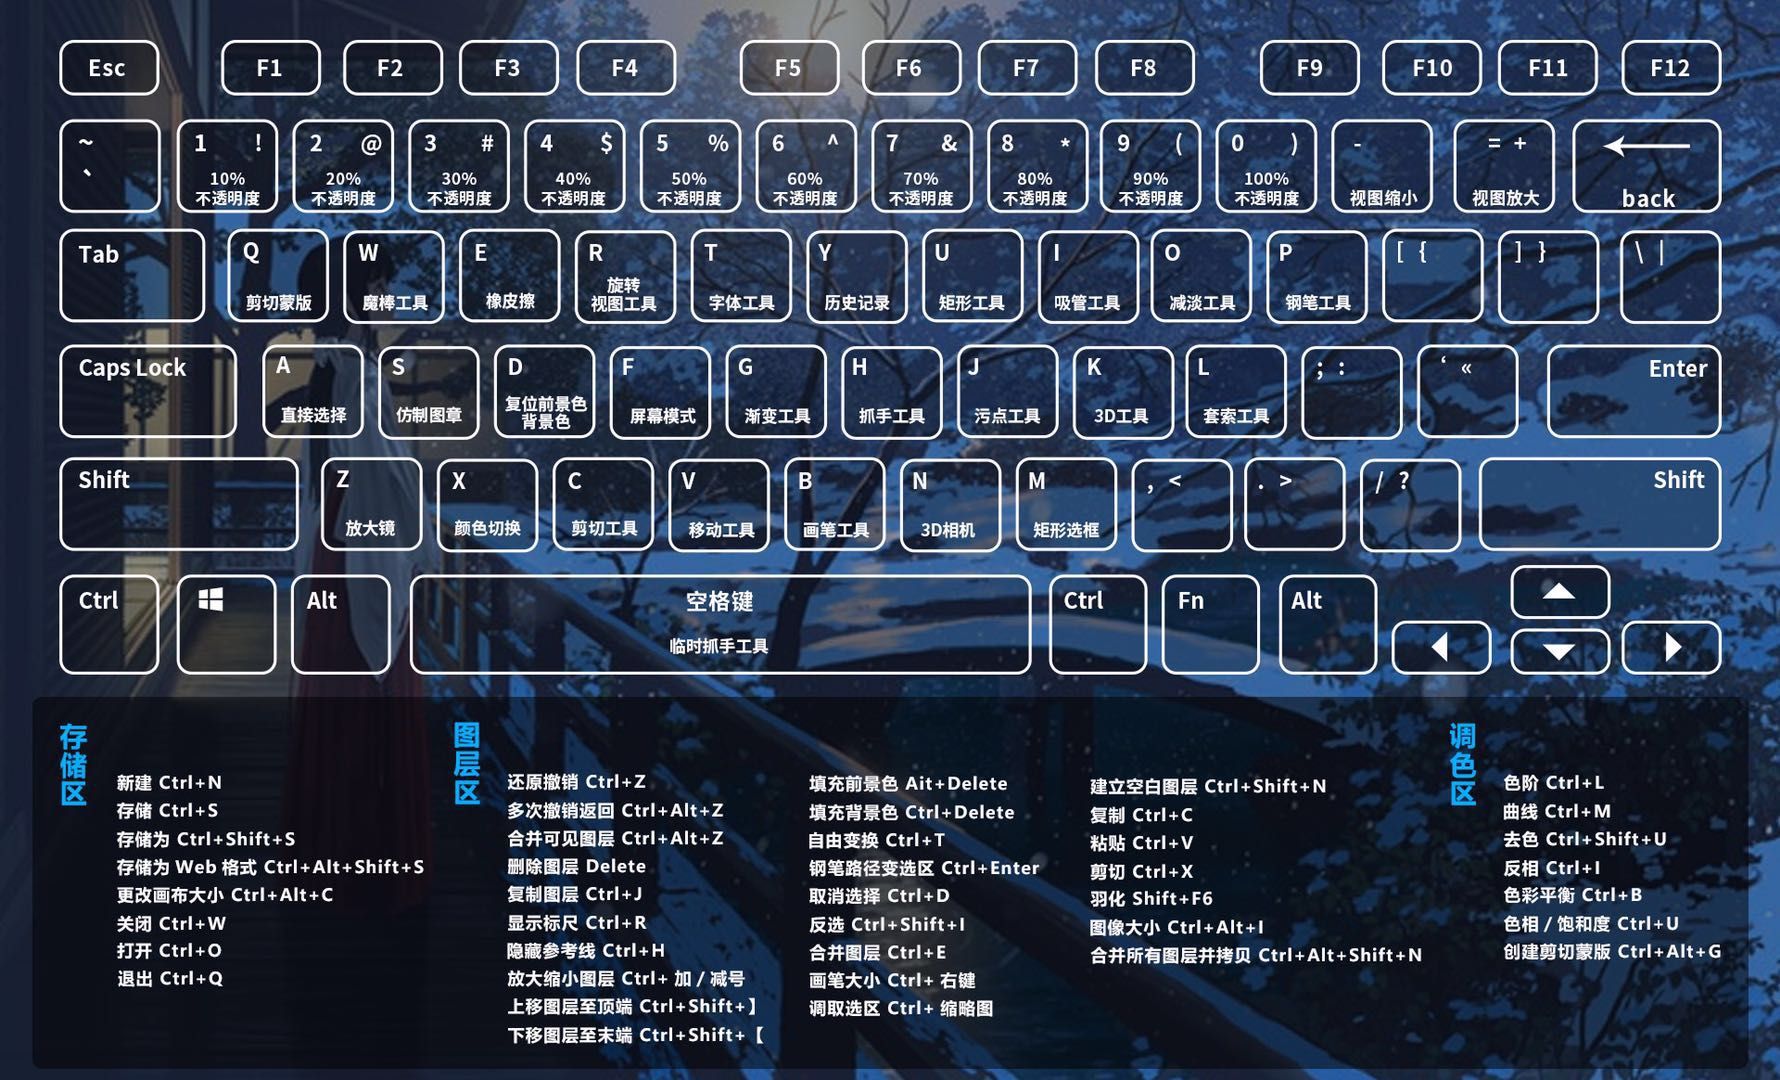 Esc F1 F2 F3 F4 F5 F6 F7 F8 F9 F10 F11 F12
~ 1 ! 2 @ 3 # 4 $ 5 % 6 ^ 7 & 8 * 9 ( 0 ) - = +
` 10% 20% 30% 40% 50% 60% 70% 80% 90% 100%
不透明度 不透明度 不透明度 不透明度 不透明度 不透明度 不透明度 不透明度 不透明度 不透明度 视图缩小 视图放大 back
Tab Q W E R T Y U I O P [ { ] } \ |
旋转
剪切蒙版 魔棒工具 橡皮擦 视图工具 字体工具 历史记录 矩形工具 吸管工具 减淡工具 钢笔工具
Caps Lock A S D F G H J K L ; : ‘ « Enter
复位前景色
直接选择 仿制图章 背景色 屏幕模式 渐变工具 抓手工具 污点工具 3D工具 套索工具
Shift Z X C V B N M , < . > / ? Shift
放大镜 颜色切换 剪切工具 移动工具 画笔工具 3D相机 矩形选框
Ctrl Alt 空格键 Ctrl Fn Alt
临时抓手工具
存储区
新建 Ctrl+N
存储 Ctrl+S
存储为 Ctrl+Shift+S
存储为 Web 格式 Ctrl+Alt+Shift+S
更改画布大小 Ctrl+Alt+C
关闭 Ctrl+W
打开 Ctrl+O
退出 Ctrl+Q
图层区
还原撤销 Ctrl+Z
多次撤销返回 Ctrl+Alt+Z
合并可见图层 Ctrl+Alt+Z
删除图层 Delete
复制图层 Ctrl+J
显示标尺 Ctrl+R
隐藏参考线 Ctrl+H
放大缩小图层 Ctrl+ 加 / 减号
上移图层至顶端 Ctrl+Shift+】
下移图层至末端 Ctrl+Shift+【
填充前景色 Ait+Delete
填充背景色 Ctrl+Delete
自由变换 Ctrl+T
钢笔路径变选区 Ctrl+Enter
取消选择 Ctrl+D
反选 Ctrl+Shift+I
合并图层 Ctrl+E
画笔大小 Ctrl+ 右键
调取选区 Ctrl+ 缩略图
建立空白图层 Ctrl+Shift+N
复制 Ctrl+C
粘贴 Ctrl+V
剪切 Ctrl+X
羽化 Shift+F6
图像大小 Ctrl+Alt+I
合并所有图层并拷贝 Ctrl+Alt+Shift+N
调色区
色阶 Ctrl+L
曲线 Ctrl+M
去色 Ctrl+Shift+U
反相 Ctrl+I
色彩平衡 Ctrl+B
色相 / 饱和度 Ctrl+U
创建剪切蒙版 Ctrl+Alt+G